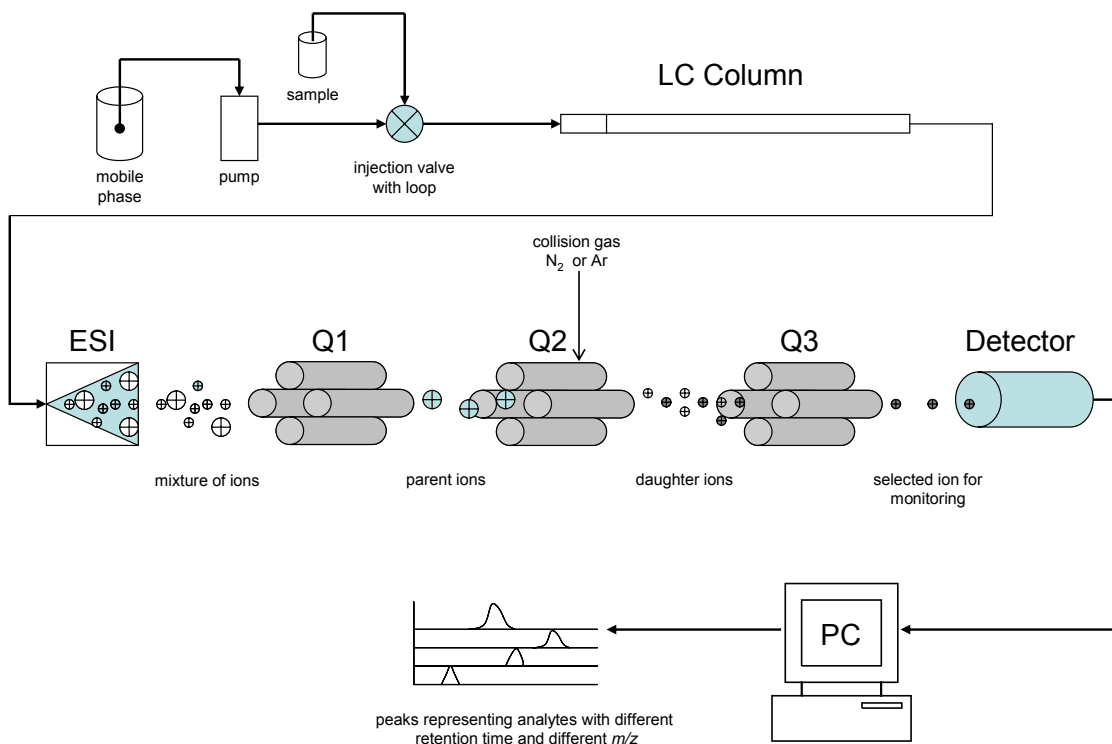 sample
LC Column
mobile
phase
pump
injection valve
with loop
collision gas
N₂ or Ar
ESI
Q1
Q2
Q3
Detector
mixture of ions
parent ions
daughter ions
selected ion for
monitoring
PC
peaks representing analytes with different
retention time and different m/z